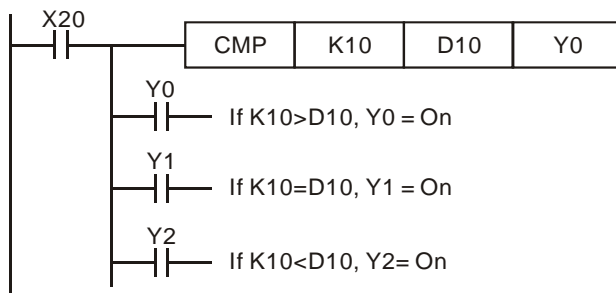 X20
CMP K10 D10 Y0
Y0
If K10>D10, Y0 = On
Y1
If K10=D10, Y1 = On
Y2
If K10<D10, Y2= On